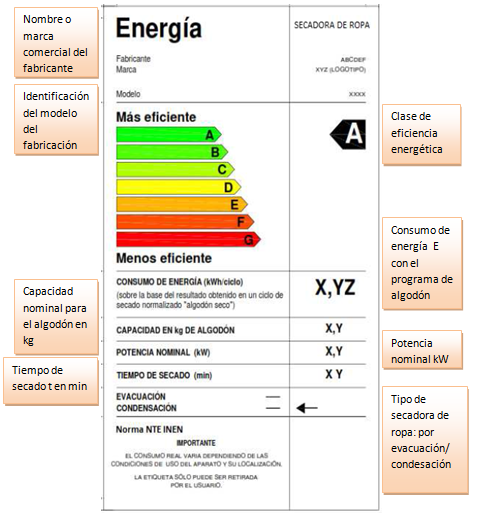 Nombre o
marca
comercial del
fabricante
Identificación
del modelo
del
fabricación
Capacidad
nominal para
el algodón en
kg
Tiempo de
secado t en min
Energía
SECADORA DE ROPA
Fabricante
ABCDEF
Marca
XYZ (LOGOTIPO)
Modelo
XXXX
Más eficiente
A
A
B
C
D
E
F
G
Menos eficiente
CONSUMO DE ENERGÍA (kWh/ciclo)
(sobre la base del resultado obtenido en un ciclo de
secado normalizado "algodón seco")
X,YZ
CAPACIDAD EN kg DE ALGODÓN
X,Y
POTENCIA NOMINAL (kW)
X,Y
TIEMPO DE SECADO (min)
X Y
EVACUACIÓN —
CONDENSACIÓN —
Norma NTE INEN
IMPORTANTE
EL CONSUMO REAL VARIA DEPENDIENDO DE LAS
CONDICIONES DE USO DEL APARATO Y SU LOCALIZACIÓN.
LA ETIQUETA SÓLO PUEDE SER RETIRADA
POR EL USUARIO.
Clase de
eficiencia
energética
Consumo de
energía E
con el
programa de
algodón
Potencia
nominal kW
Tipo de
secadora de
ropa: por
evacuación/
condesación